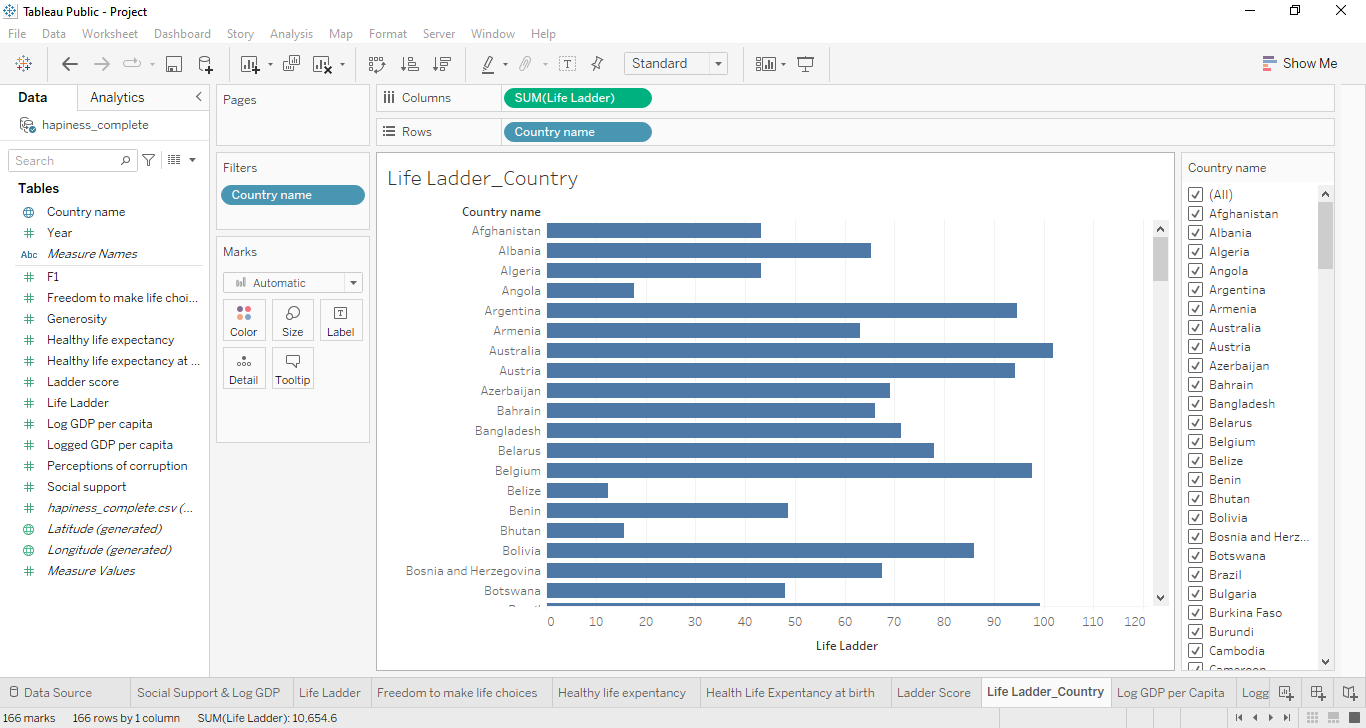 Tableau Public - Project
File Data Worksheet Dashboard Story Analysis Map Format Server Window Help
Standard
Show Me
Data Analytics
hapiness_complete
Search
Tables
Country name
Year
Abc Measure Names
F1
Freedom to make life choi...
Generosity
Healthy life expectancy
Healthy life expectancy at ...
Ladder score
Life Ladder
Log GDP per capita
Logged GDP per capita
Perceptions of corruption
Social support
hapiness_complete.csv (...
Latitude (generated)
Longitude (generated)
Measure Values
Pages
Filters
Country name
Marks
Automatic
Color Size Label
Detail Tooltip
Columns SUM(Life Ladder)
Rows Country name
Life Ladder_Country
Country name
Afghanistan
Albania
Algeria
Angola
Argentina
Armenia
Australia
Austria
Azerbaijan
Bahrain
Bangladesh
Belarus
Belgium
Belize
Benin
Bhutan
Bolivia
Bosnia and Herzegovina
Botswana
0 10 20 30 40 50 60 70 80 90 100 110 120
Life Ladder
Country name
(All)
Afghanistan
Albania
Algeria
Angola
Argentina
Armenia
Australia
Austria
Azerbaijan
Bahrain
Bangladesh
Belarus
Belgium
Belize
Benin
Bhutan
Bolivia
Bosnia and Herz...
Botswana
Brazil
Bulgaria
Burkina Faso
Burundi
Cambodia
Data Source Social Support & Log GDP Life Ladder Freedom to make life choices Healthy life expentancy Health Life Expentancy at birth Ladder Score Life Ladder_Country Log GDP per Capita Logg
166 marks 166 rows by 1 column SUM(Life Ladder): 10,654.6